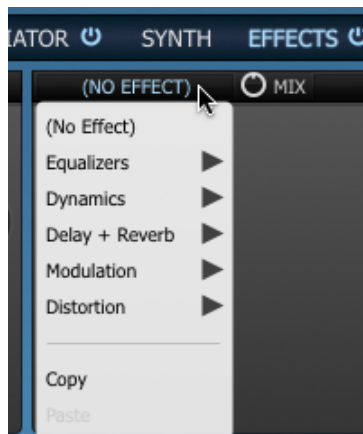 IATOR SYNTH EFFECTS
(NO EFFECT) MIX
(No Effect)
Equalizers
Dynamics
Delay + Reverb
Modulation
Distortion
Copy
Paste